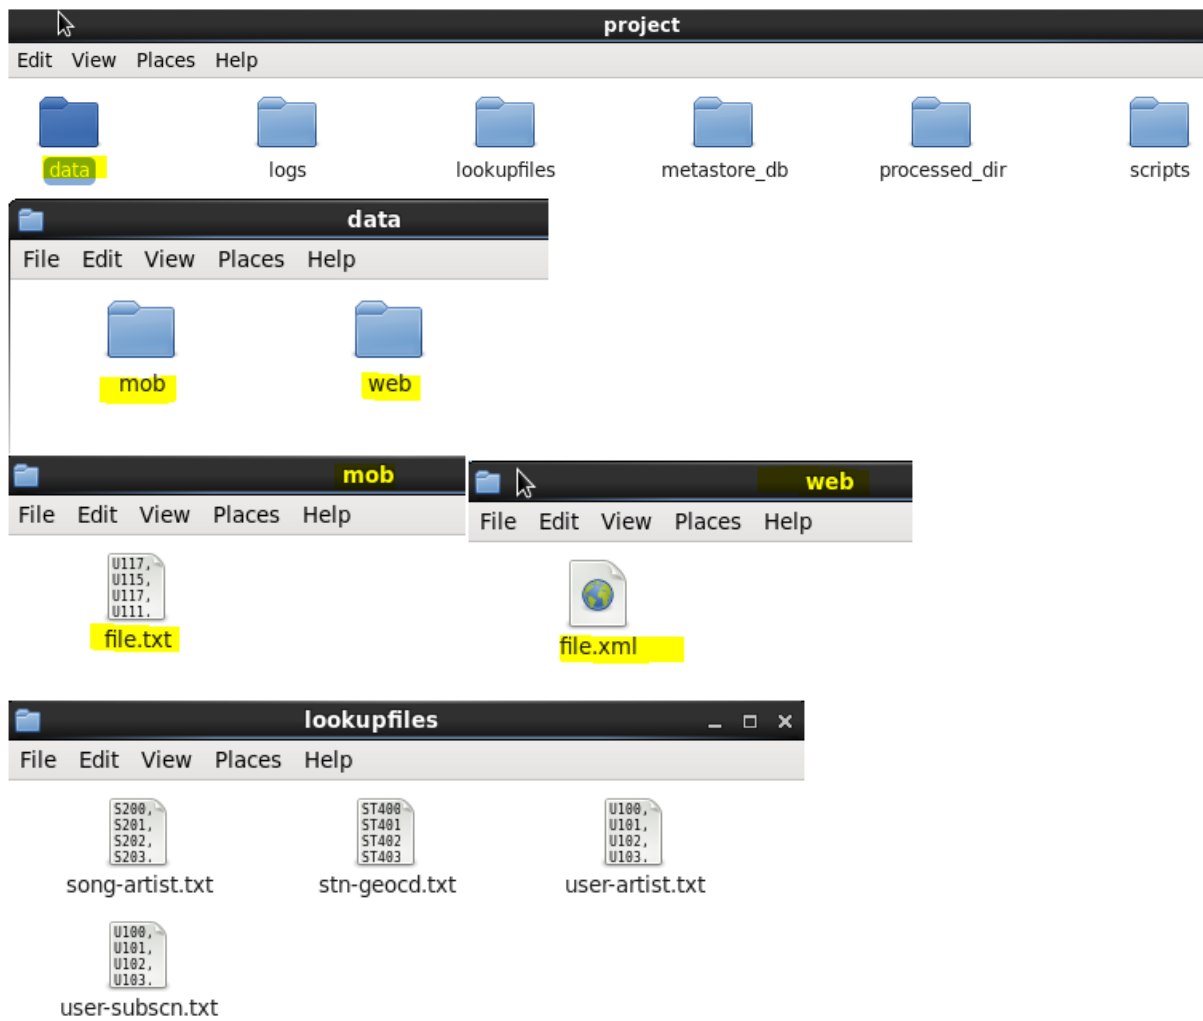 project
Edit View Places Help
data logs lookupfiles metastore_db processed_dir scripts
data
File Edit View Places Help
mob web
mob
File Edit View Places Help
U117,
U115,
U117,
U111.
file.txt
web
File Edit View Places Help
file.xml
lookupfiles
File Edit View Places Help
S200,
S201,
S202,
S203.
song-artist.txt
ST400
ST401
ST402
ST403
stn-geocd.txt
U100,
U101,
U102,
U103.
user-artist.txt
U100,
U101,
U102,
U103.
user-subscn.txt